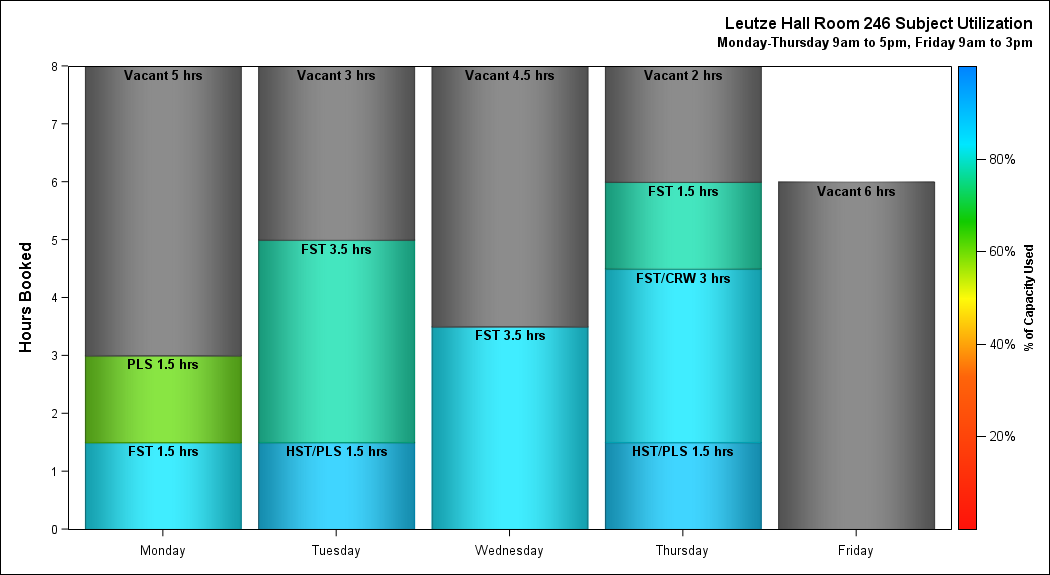 Leutze Hall Room 246 Subject Utilization
Monday-Thursday 9am to 5pm, Friday 9am to 3pm
Hours Booked
8
7
6
5
4
3
2
1
0
Vacant 5 hrs
PLS 1.5 hrs
FST 1.5 hrs
Vacant 3 hrs
FST 3.5 hrs
HST/PLS 1.5 hrs
Vacant 4.5 hrs
FST 3.5 hrs
Vacant 2 hrs
FST 1.5 hrs
FST/CRW 3 hrs
HST/PLS 1.5 hrs
Vacant 6 hrs
Monday
Tuesday
Wednesday
Thursday
Friday
80%
60%
40%
20%
% of Capacity Used